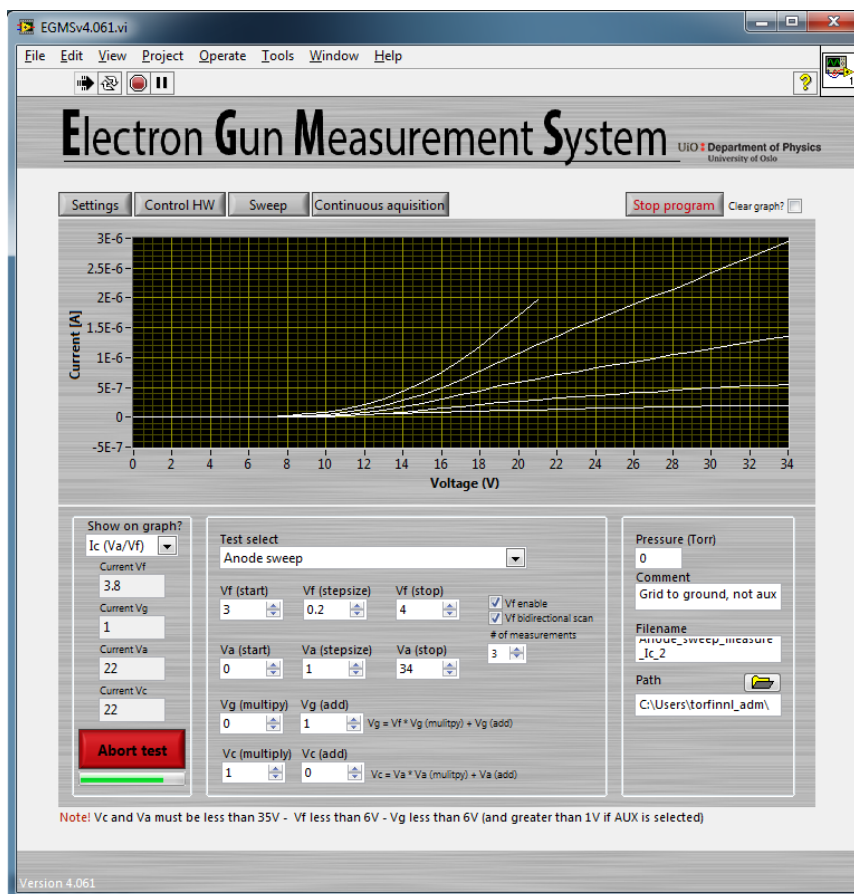 EGMSv4.061.vi
File Edit View Project Operate Tools Window Help
1
Electron Gun Measurement System
UiO Department of Physics
University of Oslo
Settings Control HW Sweep Continuous aquisition Stop program Clear graph?
3E-6
2.5E-6
2E-6
1.5E-6
1E-6
5E-7
0
-5E-7
Current [A]
0 2 4 6 8 10 12 14 16 18 20 22 24 26 28 30 32 34
Voltage (V)
Show on graph?
Ic (Va/Vf)
Current Vf
3.8
Current Vg
1
Current Va
22
Current Vc
22
Abort test
Test select
Anode sweep
Vf (start) Vf (stepsize) Vf (stop)
3 0.2 4
Vf enable
Vf bidirectional scan
# of measurements
3
Va (start) Va (stepsize) Va (stop)
0 1 34
Vg (multipy) Vg (add)
0 1 Vg = Vf * Vg (mulitpy) + Vg (add)
Vc (multiply) Vc (add)
1 0 Vc = Va * Va (mulitpy) + Va (add)
Pressure (Torr)
0
Comment
Grid to ground, not aux
Filename
Anode_sweep_measure
_Ic_2
Path
C:\Users\torfinnl_adm\
Note! Vc and Va must be less than 35V - Vf less than 6V - Vg less than 6V (and greater than 1V if AUX is selected)
Version 4.061